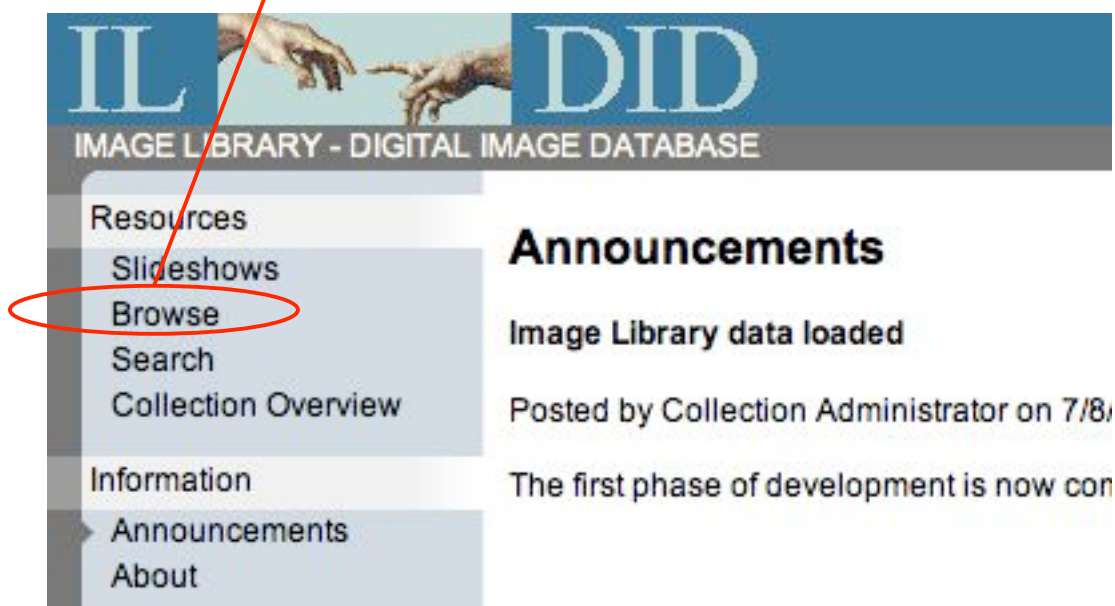 IL DID
IMAGE LIBRARY - DIGITAL IMAGE DATABASE
Resources
Slideshows
Browse
Search
Collection Overview
Information
Announcements
About
Announcements
Image Library data loaded
Posted by Collection Administrator on 7/8/
The first phase of development is now